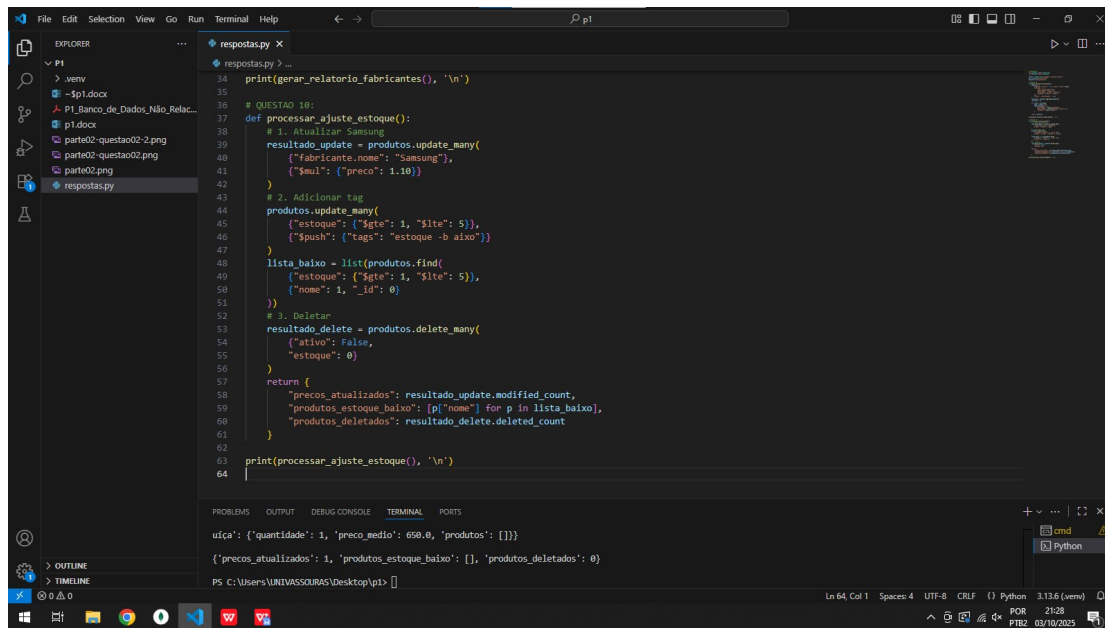 File Edit Selection View Go Run Terminal Help
p1
EXPLORER
P1
.venv
~$p1.docx
P1_Banco_de_Dados_Não_Relac...
p1.docx
parte02-questao02-2.png
parte02-questao02.png
parte02.png
respostas.py
OUTLINE
TIMELINE
respostas.py
respostas.py > ...
34 print(gerar_relatorio_fabricantes(), '\n')
35
36 # QUESTAO 10:
37 def processar_ajuste_estoque():
38 # 1. Atualizar Samsung
39 resultado_update = produtos.update_many(
40 {"fabricante.nome": "Samsung"},
41 {"$mul": {"preco": 1.10}}
42 )
43 # 2. Adicionar tag
44 produtos.update_many(
45 {"estoque": {"$gte": 1, "$lte": 5}},
46 {"$push": {"tags": "estoque -b aixo"}}
47 )
48 lista_baixo = list(produtos.find(
49 {"estoque": {"$gte": 1, "$lte": 5}},
50 {"nome": 1, "_id": 0}
51 ))
52 # 3. Deletar
53 resultado_delete = produtos.delete_many(
54 {"ativo": False,
55 "estoque": 0}
56 )
57 return {
58 "precos_atualizados": resultado_update.modified_count,
59 "produtos_estoque_baixo": [p["nome"] for p in lista_baixo],
60 "produtos_deletados": resultado_delete.deleted_count
61 }
62
63 print(processar_ajuste_estoque(), '\n')
64
PROBLEMS OUTPUT DEBUG CONSOLE TERMINAL PORTS
uíça': {'quantidade': 1, 'preco_medio': 650.0, 'produtos': []}}
{'precos_atualizados': 1, 'produtos_estoque_baixo': [], 'produtos_deletados': 0}
PS C:\Users\UNIVASSOURAS\Desktop\p1>
cmd
Python
0 0
Ln 64, Col 1 Spaces: 4 UTF-8 CRLF {} Python 3.13.6 (.venv)
POR
PTB2
21:28
03/10/2025